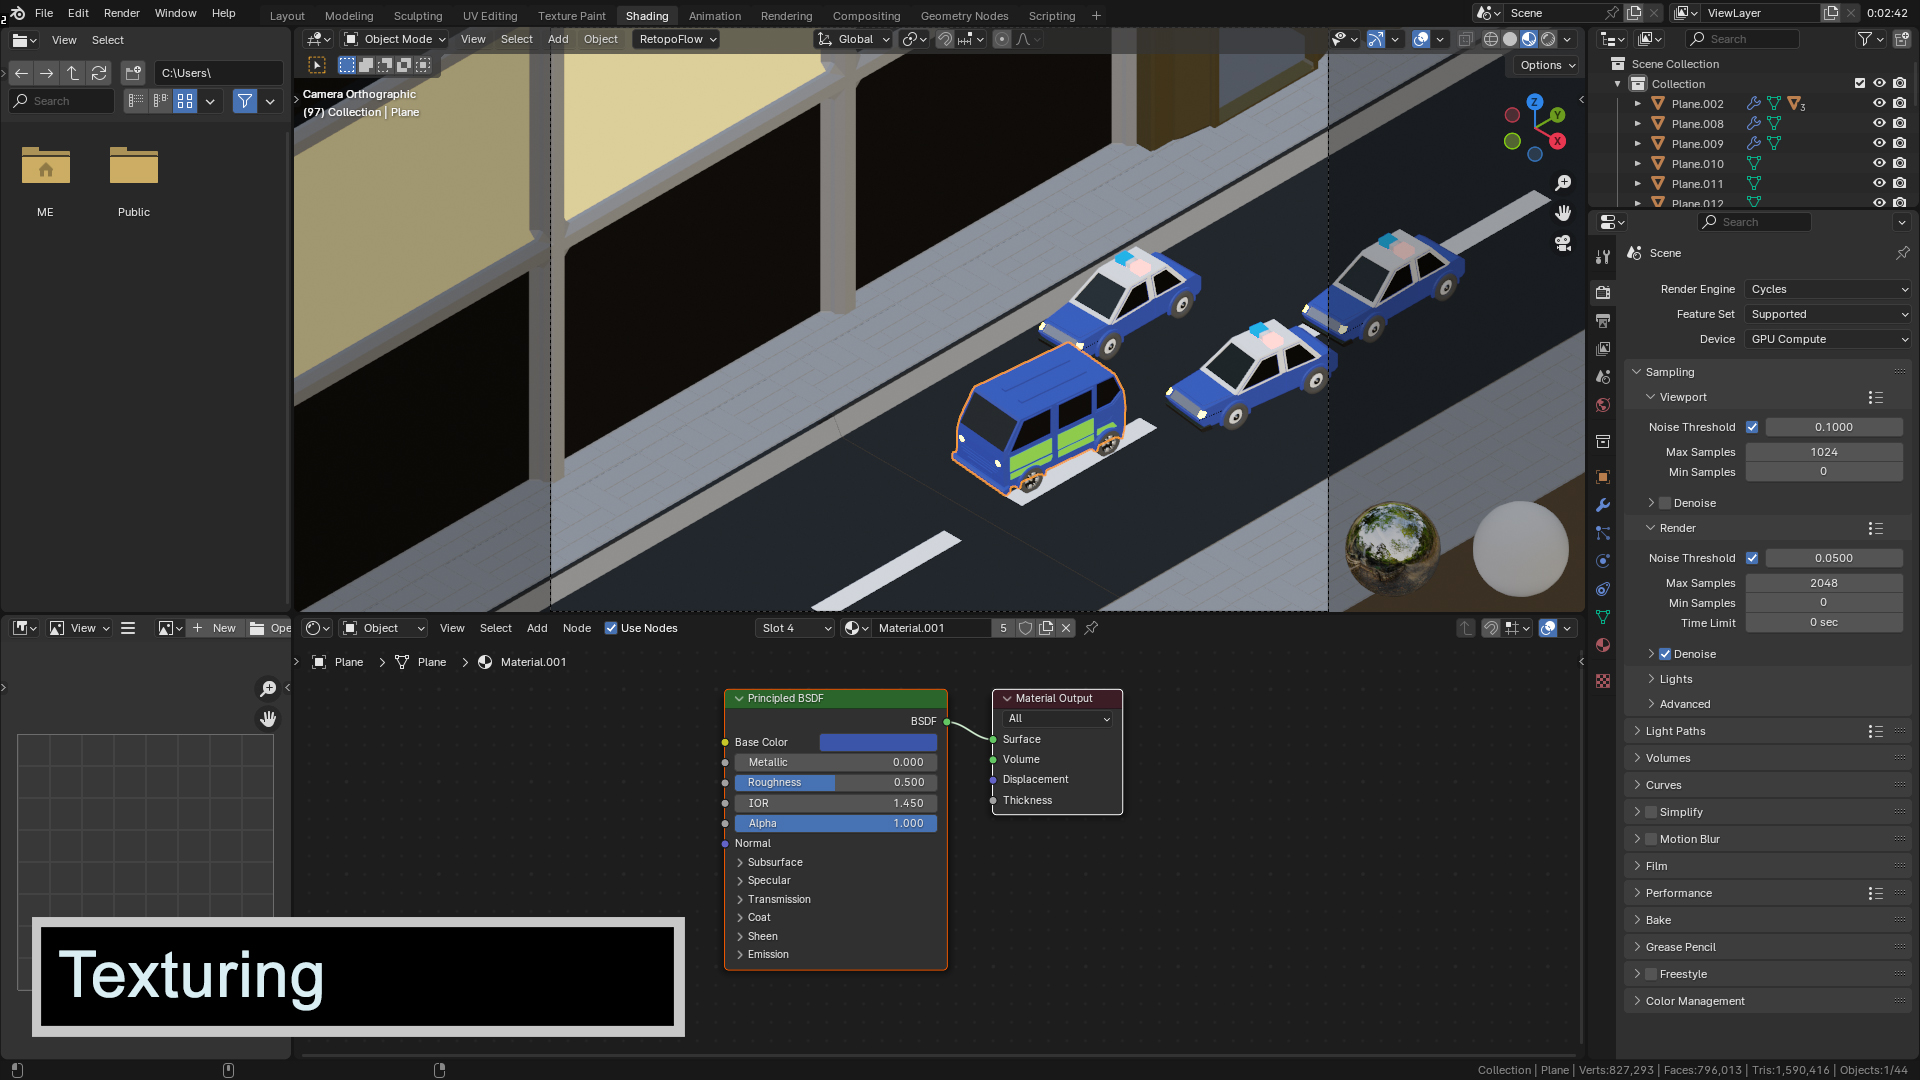 File Edit Render Window Help
Layout Modeling Sculpting UV Editing Texture Paint Shading Animation Rendering Compositing Geometry Nodes Scripting +
Scene
ViewLayer
0:02:42
View Select
C:\Users\
Search
ME
Public
Object Mode View Select Add Object RetopoFlow
Global
Options
Camera Orthographic
(97) Collection | Plane
Z
Y
X
Search
Scene Collection
Collection
Plane.002
3
Plane.008
Plane.009
Plane.010
Plane.011
Plane.012
Search
Scene
Render Engine Cycles
Feature Set Supported
Device GPU Compute
Sampling
Viewport
Noise Threshold 0.1000
Max Samples 1024
Min Samples 0
Denoise
Render
Noise Threshold 0.0500
Max Samples 2048
Min Samples 0
Time Limit 0 sec
Denoise
Lights
Advanced
Light Paths
Volumes
Curves
Simplify
Motion Blur
Film
Performance
Bake
Grease Pencil
Freestyle
Color Management
View
New
Ope
Object View Select Add Node Use Nodes
Slot 4
Material.001 5
Plane > Plane > Material.001
Principled BSDF
BSDF
Base Color
Metallic 0.000
Roughness 0.500
IOR 1.450
Alpha 1.000
Normal
Subsurface
Specular
Transmission
Coat
Sheen
Emission
Material Output
All
Surface
Volume
Displacement
Thickness
Texturing
Collection | Plane | Verts:827,293 | Faces:796,013 | Tris:1,590,416 | Objects:1/44